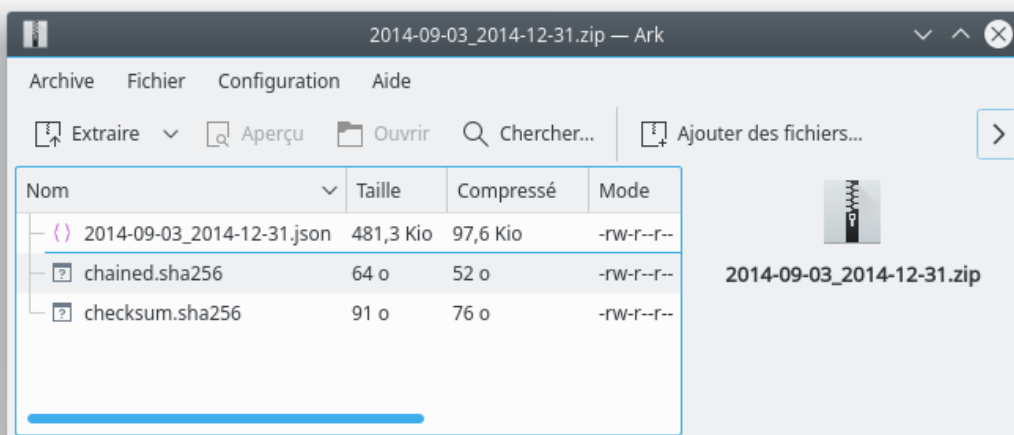 2014-09-03_2014-12-31.zip — Ark
Archive Fichier Configuration Aide
Extraire Aperçu Ouvrir Chercher... Ajouter des fichiers...
Nom Taille Compressé Mode
2014-09-03_2014-12-31.json 481,3 Kio 97,6 Kio -rw-r--r--
chained.sha256 64 o 52 o -rw-r--r--
checksum.sha256 91 o 76 o -rw-r--r--
2014-09-03_2014-12-31.zip